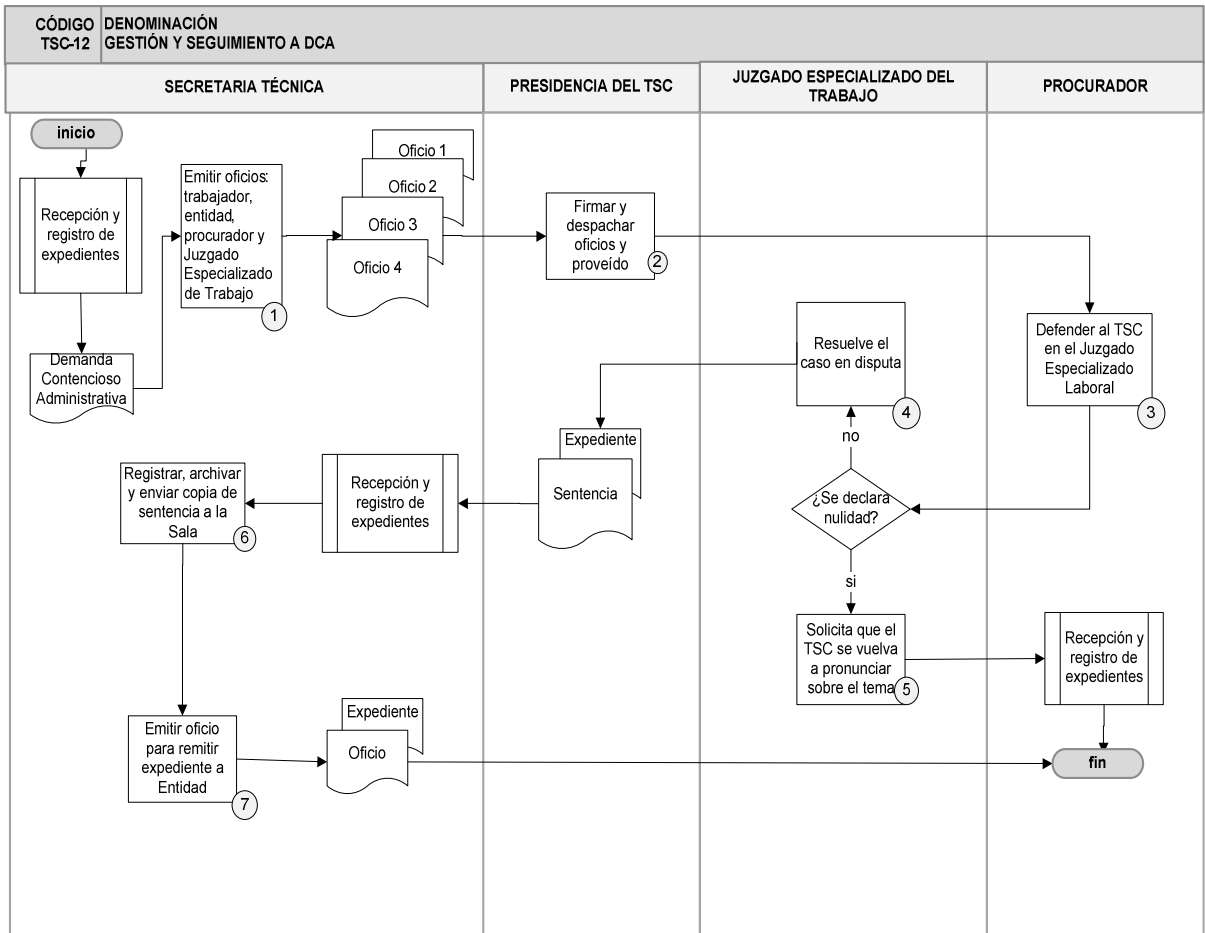 CÓDIGO
TSC-12
DENOMINACIÓN
GESTIÓN Y SEGUIMIENTO A DCA
SECRETARIA TÉCNICA
PRESIDENCIA DEL TSC
JUZGADO ESPECIALIZADO DEL
TRABAJO
PROCURADOR
inicio
Recepción y
registro de
expedientes
Demanda
Contencioso
Administrativa
Emitir oficios:
trabajador,
entidad,
procurador y
Juzgado
Especializado
de Trabajo
1
Oficio 1
Oficio 2
Oficio 3
Oficio 4
Firmar y
despachar
oficios y
proveído
2
Defender al TSC
en el Juzgado
Especializado
Laboral
3
Resuelve el
caso en disputa
4
no
¿Se declara
nulidad?
si
Solicita que el
TSC se vuelva
a pronunciar
sobre el tema
5
Recepción y
registro de
expedientes
fin
Expediente
Sentencia
Recepción y
registro de
expedientes
Registrar, archivar
y enviar copia de
sentencia a la
Sala
6
Emitir oficio
para remitir
expediente a
Entidad
7
Expediente
Oficio